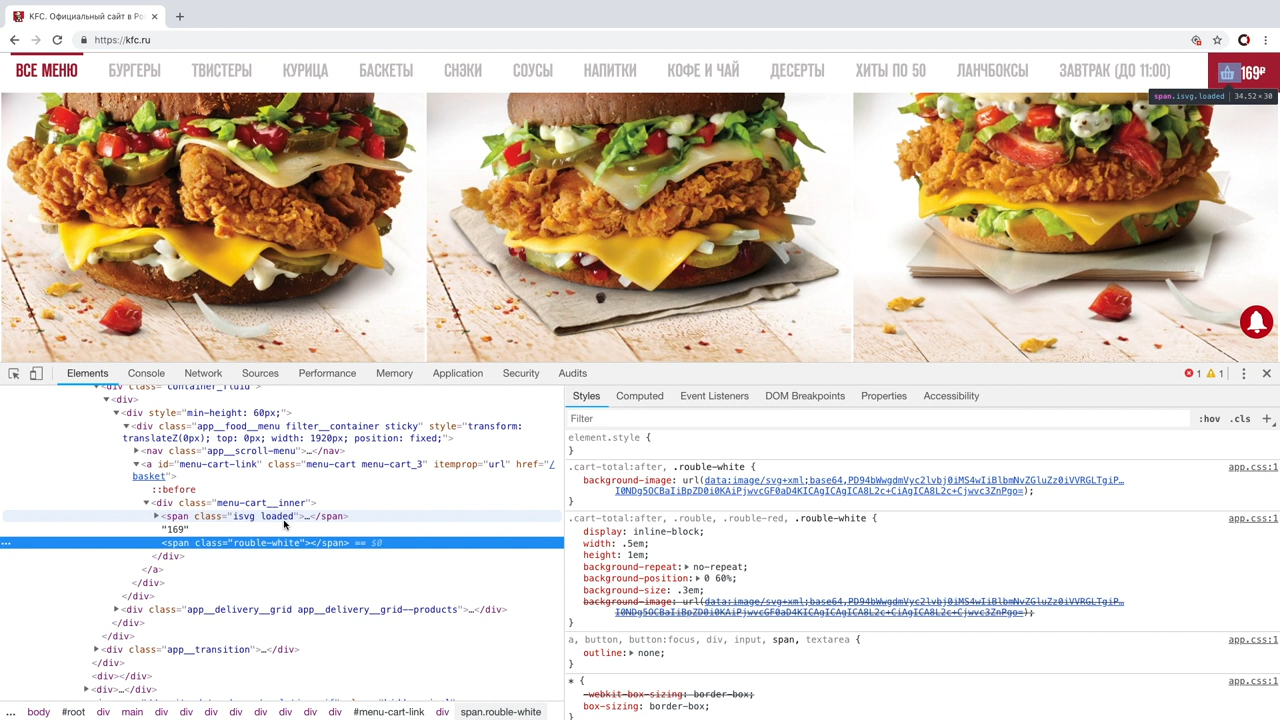 KFC. Официальный сайт в Ро
https://kfc.ru
ВСЕ МЕНЮ БУРГЕРЫ ТВИСТЕРЫ КУРИЦА БАСКЕТЫ СНЭКИ СОУСЫ НАПИТКИ КОФЕ И ЧАЙ ДЕСЕРТЫ ХИТЫ ПО 50 ЛАНЧБОКСЫ ЗАВТРАК (ДО 11:00) 169₽
span.isvg.loaded 34.52×30
Elements Console Network Sources Performance Memory Application Security Audits 1 1
<div class="container_fluid">
<div>
<div style="min-height: 60px;">
<div class="app__food__menu filter__container sticky" style="transform:
translateZ(0px); top: 0px; width: 1920px; position: fixed;">
<nav class="app__scroll-menu">…</nav>
<a id="menu-cart-link" class="menu-cart menu-cart_3" itemprop="url" href="/
basket">
::before
<div class="menu-cart__inner">
<span class="isvg loaded">…</span>
"169"
<span class="rouble-white"></span> == $0
</div>
</a>
</div>
</div>
<div class="app__delivery__grid app__delivery__grid--products">…</div>
</div>
</div>
<div class="app__transition">…</div>
</div>
<div></div>
<div>…</div>
… body #root div main div div div div div div #menu-cart-link div span.rouble-white
Styles Computed Event Listeners DOM Breakpoints Properties Accessibility
Filter :hov .cls +
element.style {
}
.cart-total:after, .rouble-white { app.css:1
background-image: url(data:image/svg+xml;base64,PD94bWwgdmVyc2lvbj0iMS4wIiBlbmNvZGluZz0iVVRGLTgiP…
I0NDg5OCBaIiBpZD0i0KAiPjwvcGF0aD4KICAgICAgICA8L2c+CiAgICA8L2c+Cjwvc3ZnPgo=);
}
.cart-total:after, .rouble, .rouble-red, .rouble-white { app.css:1
display: inline-block;
width: .5em;
height: 1em;
background-repeat: no-repeat;
background-position: 0 60%;
background-size: .3em;
background-image: url(data:image/svg+xml;base64,PD94bWwgdmVyc2lvbj0iMS4wIiBlbmNvZGluZz0iVVRGLTgiP…
I0NDg5OCBaIiBpZD0i0KAiPjwvcGF0aD4KICAgICAgICA8L2c+CiAgICA8L2c+Cjwvc3ZnPgo=);
}
a, button, button:focus, div, input, span, textarea { app.css:1
outline: none;
}
* { app.css:1
-webkit-box-sizing: border-box;
box-sizing: border-box;
}